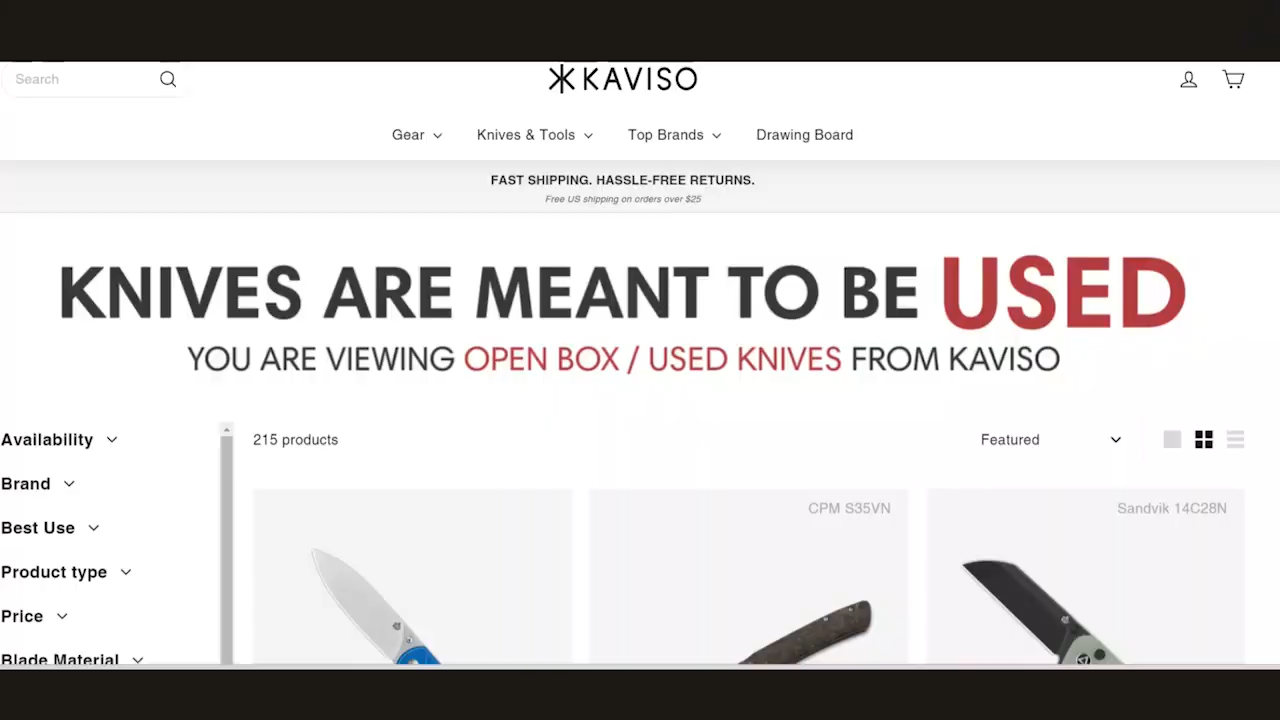 Search
KAVISO
Gear
Knives & Tools
Top Brands
Drawing Board
FAST SHIPPING. HASSLE-FREE RETURNS.
Free US shipping on orders over $25
KNIVES ARE MEANT TO BE USED
YOU ARE VIEWING OPEN BOX / USED KNIVES FROM KAVISO
Availability
215 products
Featured
Brand
Best Use
Product type
Price
Blade Material
CPM S35VN
Sandvik 14C28N